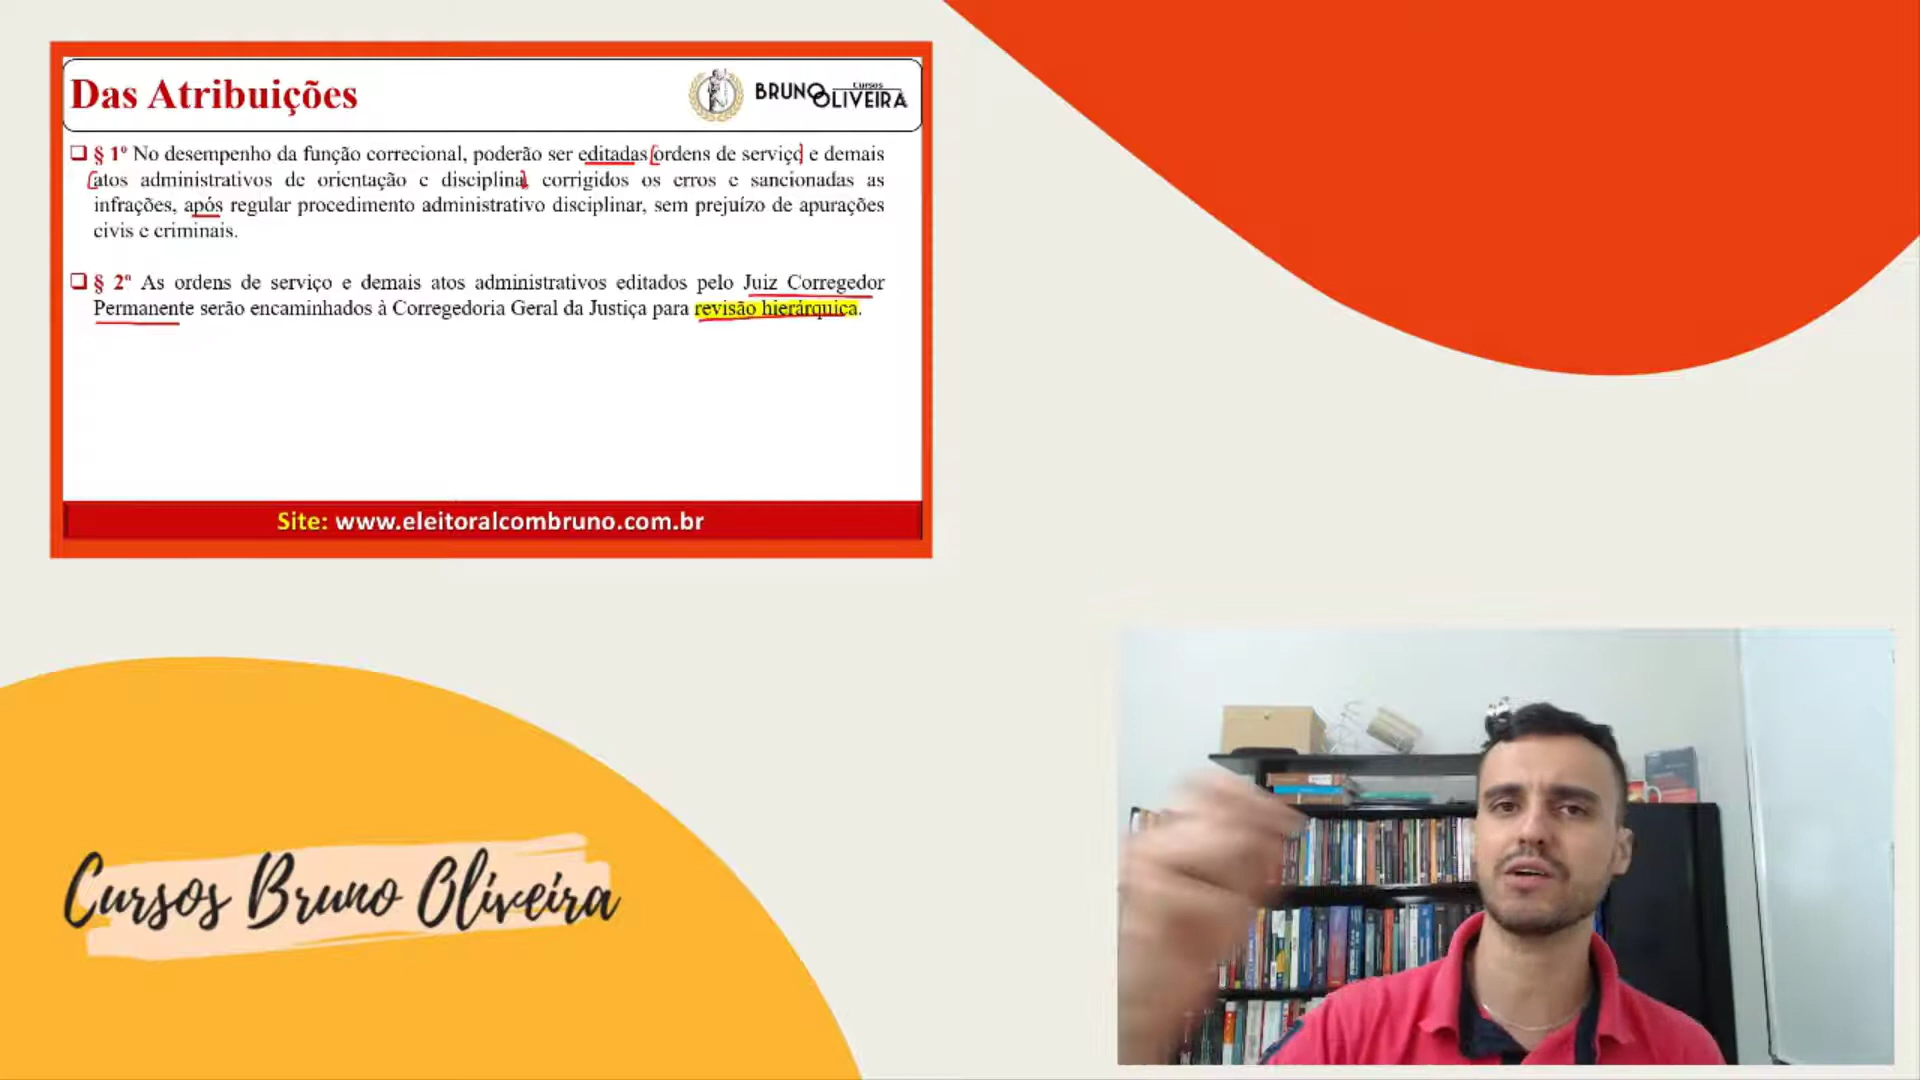 Das Atribuições
Cursos
BRUNO OLIVEIRA
§ 1º No desempenho da função correcional, poderão ser editadas ordens de serviço e demais
atos administrativos de orientação e disciplina, corrigidos os erros e sancionadas as
infrações, após regular procedimento administrativo disciplinar, sem prejuízo de apurações
civis e criminais.
§ 2º As ordens de serviço e demais atos administrativos editados pelo Juiz Corregedor
Permanente serão encaminhados à Corregedoria Geral da Justiça para revisão hierárquica.
Site: www.eleitoralcombruno.com.br
Cursos Bruno Oliveira